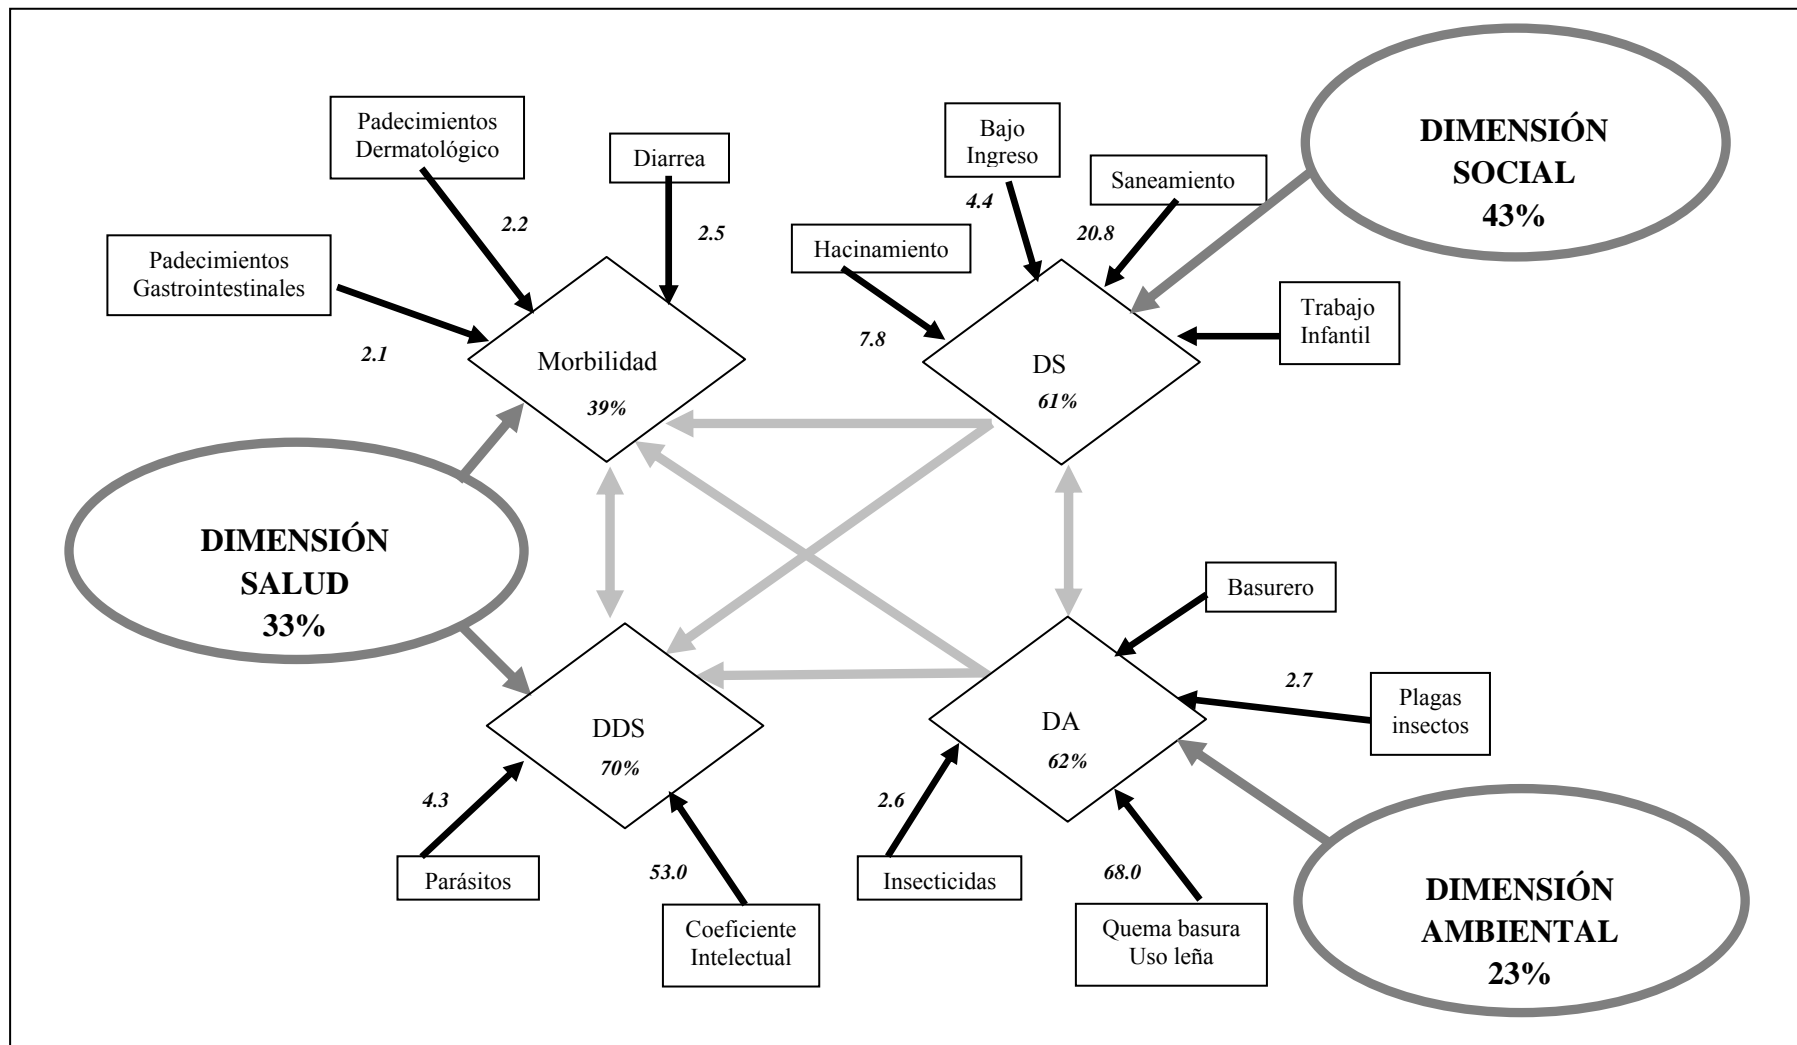 Padecimientos
Dermatológico
Diarrea
2.2
2.5
Padecimientos
Gastrointestinales
2.1
Morbilidad
39%
Bajo
Ingreso
4.4
Saneamiento
20.8
Hacinamiento
7.8
DS
61%
Trabajo
Infantil
DIMENSIÓN
SOCIAL
43%
DIMENSIÓN
SALUD
33%
DDS
70%
4.3
Parásitos
53.0
Coeficiente
Intelectual
DA
62%
Basurero
2.7
Plagas
insectos
2.6
Insecticidas
68.0
Quema basura
Uso leña
DIMENSIÓN
AMBIENTAL
23%